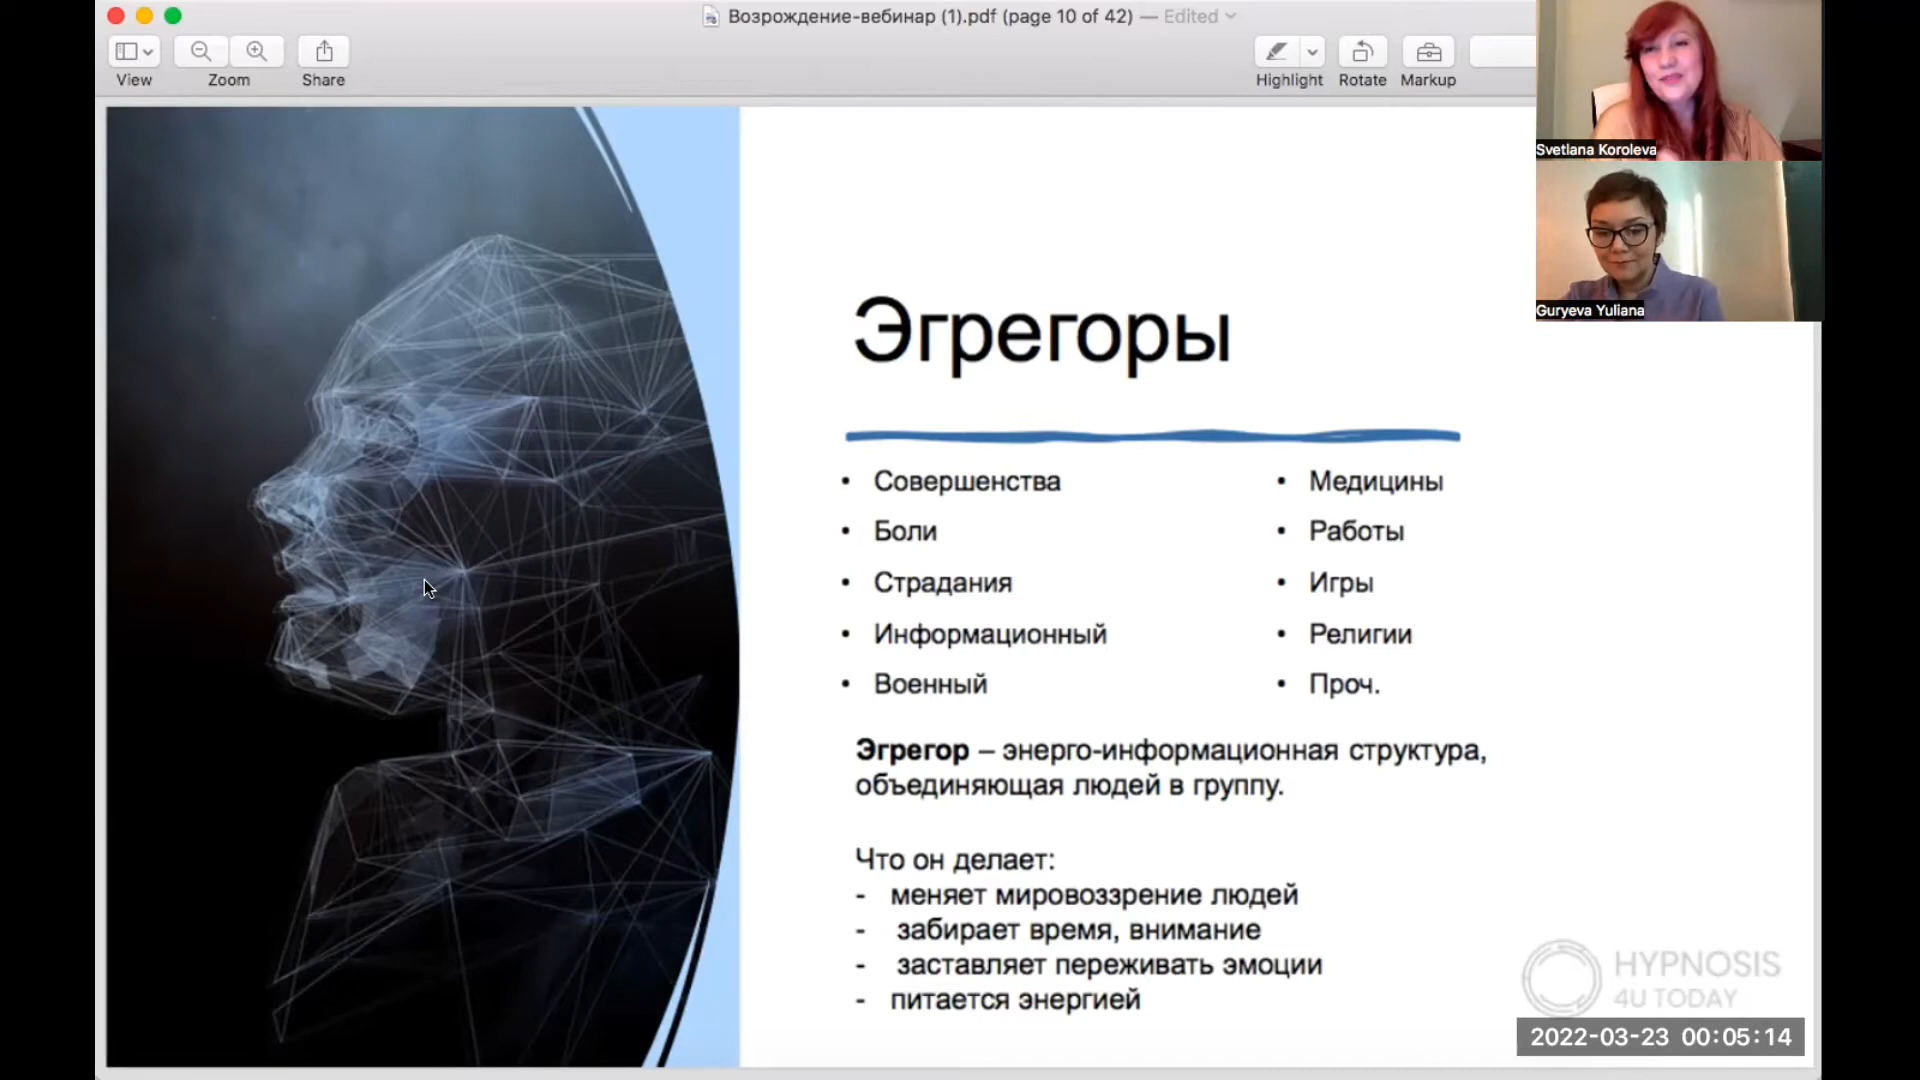 Возрождение-вебинар (1).pdf (page 10 of 42) — Edited
View
Zoom
Share
Highlight
Rotate
Markup
Svetlana Koroleva
Guryeva Yuliana
Эгрегоры
• Совершенства
• Боли
• Страдания
• Информационный
• Военный
• Медицины
• Работы
• Игры
• Религии
• Проч.
Эгрегор – энерго-информационная структура,
объединяющая людей в группу.
Что он делает:
- меняет мировоззрение людей
- забирает время, внимание
- заставляет переживать эмоции
- питается энергией
HYPNOSIS
4U TODAY
2022-03-23 00:05:14